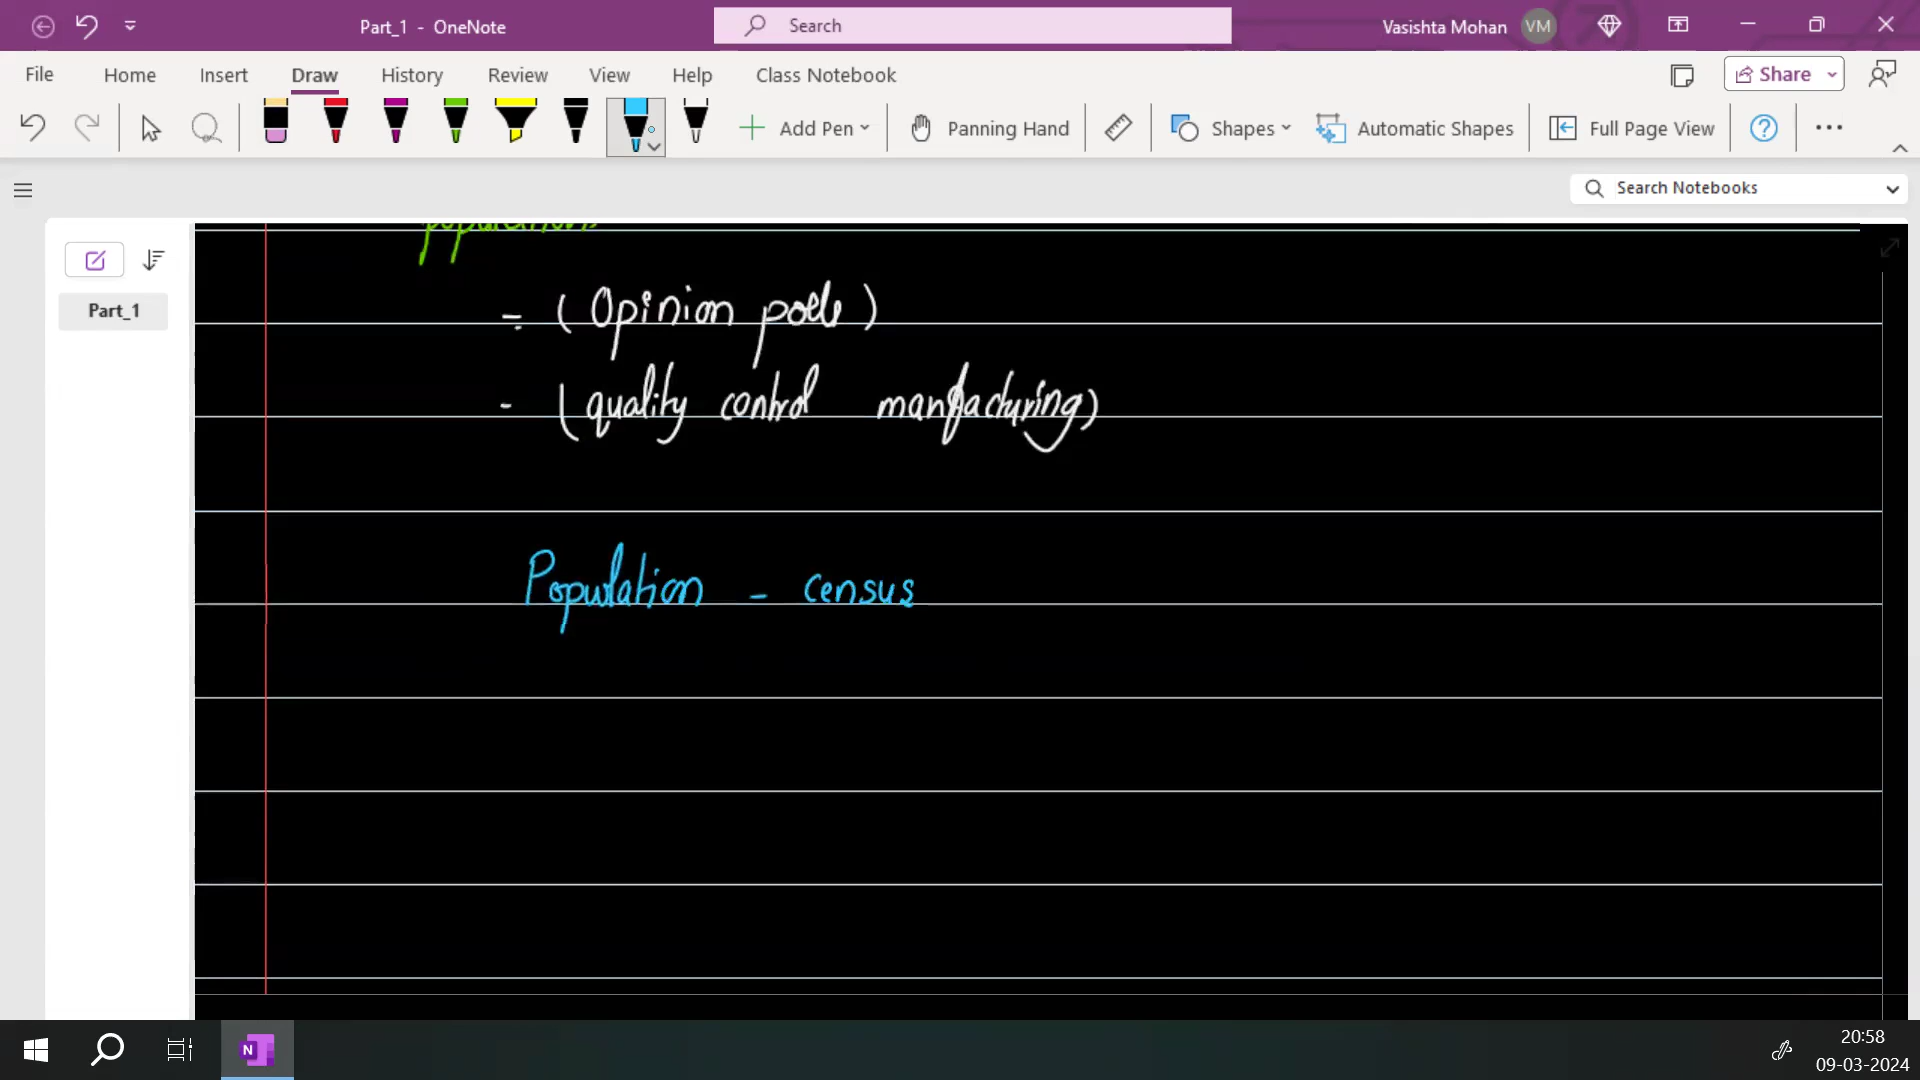 Part_1 - OneNote
Search
Vasishta Mohan
VM
File Home Insert Draw History Review View Help Class Notebook
Share
Add Pen
Panning Hand
Shapes
Automatic Shapes
Full Page View
Search Notebooks
Part_1
= (Opinion polls)
- (quality control manfacturing)
Population - census
N
20:58
09-03-2024